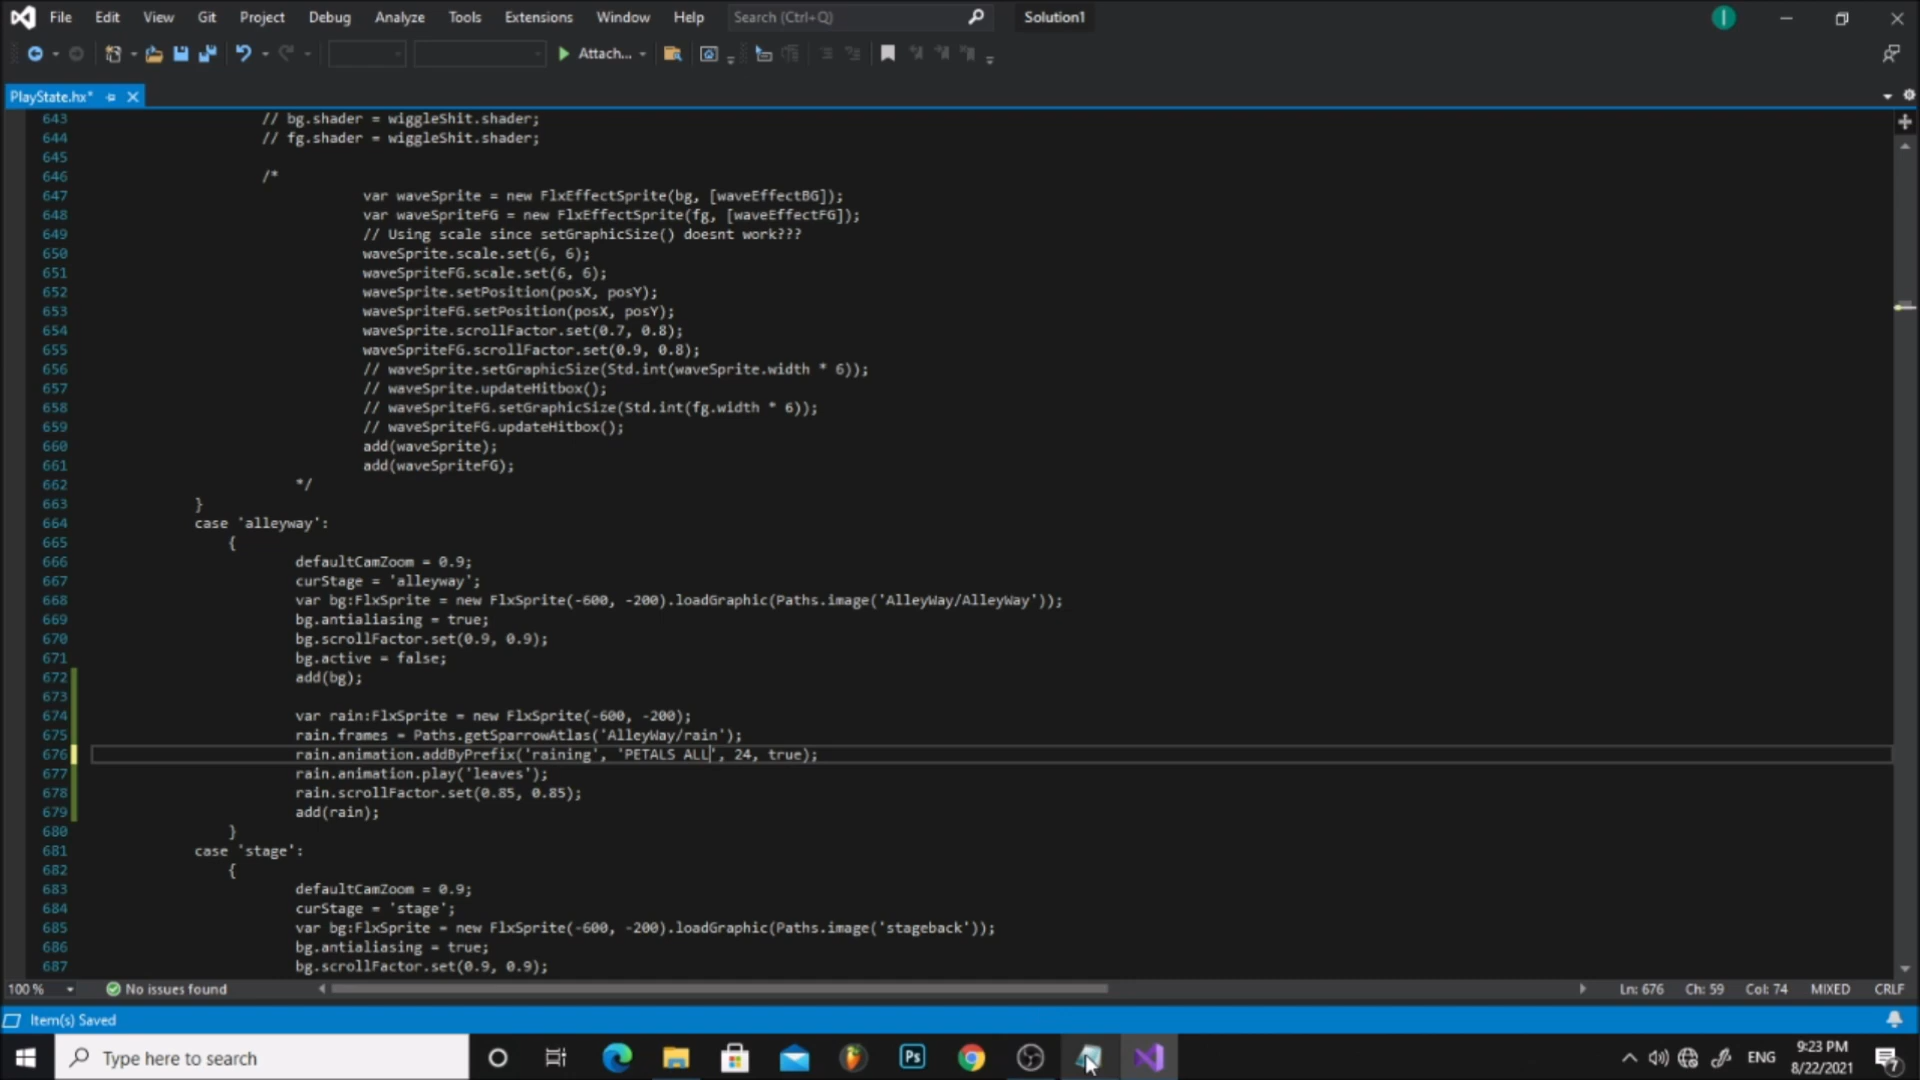 File Edit View Git Project Debug Analyze Tools Extensions Window Help Search (Ctrl+Q) Solution1
I
Attach...
PlayState.hx*
643 // bg.shader = wiggleShit.shader;
644 // fg.shader = wiggleShit.shader;
645
646 /*
647 var waveSprite = new FlxEffectSprite(bg, [waveEffectBG]);
648 var waveSpriteFG = new FlxEffectSprite(fg, [waveEffectFG]);
649 // Using scale since setGraphicSize() doesnt work???
650 waveSprite.scale.set(6, 6);
651 waveSpriteFG.scale.set(6, 6);
652 waveSprite.setPosition(posX, posY);
653 waveSpriteFG.setPosition(posX, posY);
654 waveSprite.scrollFactor.set(0.7, 0.8);
655 waveSpriteFG.scrollFactor.set(0.9, 0.8);
656 // waveSprite.setGraphicSize(Std.int(waveSprite.width * 6));
657 // waveSprite.updateHitbox();
658 // waveSpriteFG.setGraphicSize(Std.int(fg.width * 6));
659 // waveSpriteFG.updateHitbox();
660 add(waveSprite);
661 add(waveSpriteFG);
662 */
663 }
664 case 'alleyway':
665 {
666 defaultCamZoom = 0.9;
667 curStage = 'alleyway';
668 var bg:FlxSprite = new FlxSprite(-600, -200).loadGraphic(Paths.image('AlleyWay/AlleyWay'));
669 bg.antialiasing = true;
670 bg.scrollFactor.set(0.9, 0.9);
671 bg.active = false;
672 add(bg);
673
674 var rain:FlxSprite = new FlxSprite(-600, -200);
675 rain.frames = Paths.getSparrowAtlas('AlleyWay/rain');
676 rain.animation.addByPrefix('raining', 'PETALS ALL', 24, true);
677 rain.animation.play('leaves');
678 rain.scrollFactor.set(0.85, 0.85);
679 add(rain);
680 }
681 case 'stage':
682 {
683 defaultCamZoom = 0.9;
684 curStage = 'stage';
685 var bg:FlxSprite = new FlxSprite(-600, -200).loadGraphic(Paths.image('stageback'));
686 bg.antialiasing = true;
687 bg.scrollFactor.set(0.9, 0.9);
100 % No issues found Ln: 676 Ch: 59 Col: 74 MIXED CRLF
Item(s) Saved
Type here to search Ps ENG 9:23 PM
8/22/2021 7